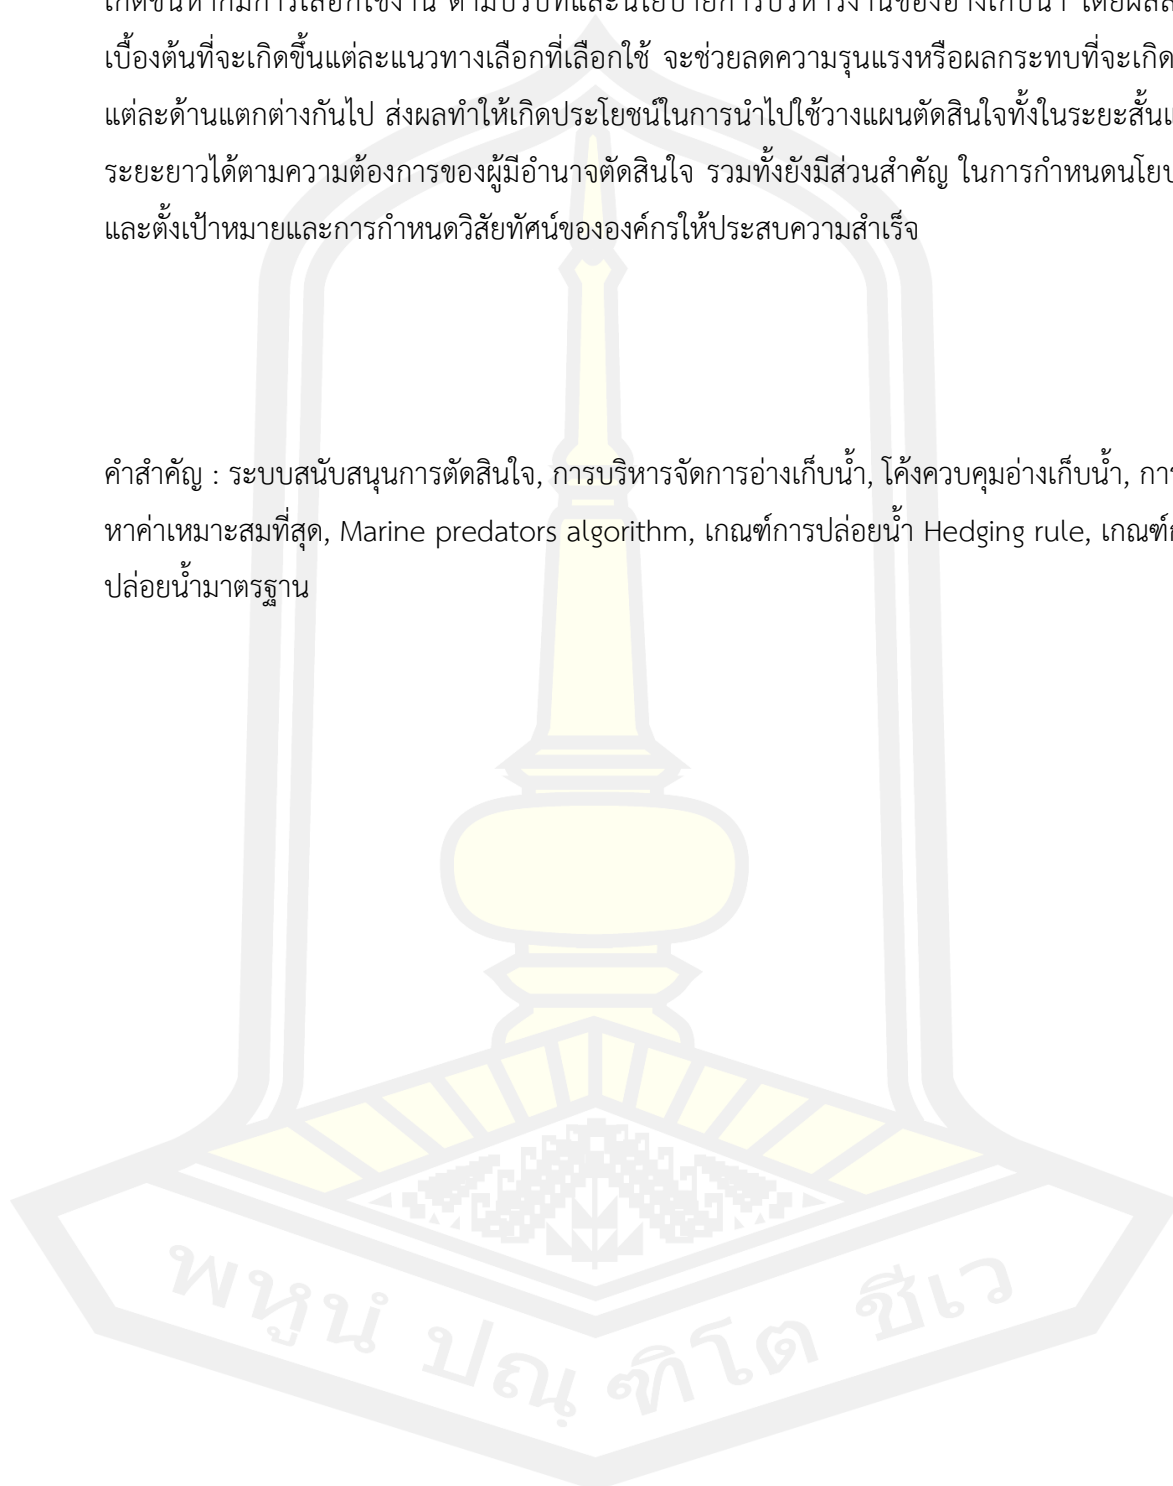 เบื้องต้นที่จะเกิดขึ้นแต่ละแนวทางเลือกที่เลือกใช้ จะช่วยลดความรุนแรงหรือผลกระทบที่จะเกิด
แต่ละด้านแตกต่างกันไป ส่งผลทำให้เกิดประโยชน์ในการนำไปใช้วางแผนตัดสินใจทั้งในระยะสั้น
ระยะยาวได้ตามความต้องการของผู้มีอำนาจตัดสินใจ รวมทั้งยังมีส่วนสำคัญ ในการกำหนดนโยบ
และตั้งเป้าหมายและการกำหนดวิสัยทัศน์ขององค์กรให้ประสบความสำเร็จ
คำสำคัญ : ระบบสนับสนุนการตัดสินใจ, การบริหารจัดการอ่างเก็บน้ำ, โค้งควบคุมอ่างเก็บน้ำ, การ
หาค่าเหมาะสมที่สุด, Marine predators algorithm, เกณฑ์การปล่อยน้ำ Hedging rule, เกณฑ์
ปล่อยน้ำมาตรฐาน
พหูนํ ปณฺฑิโต ชีเว